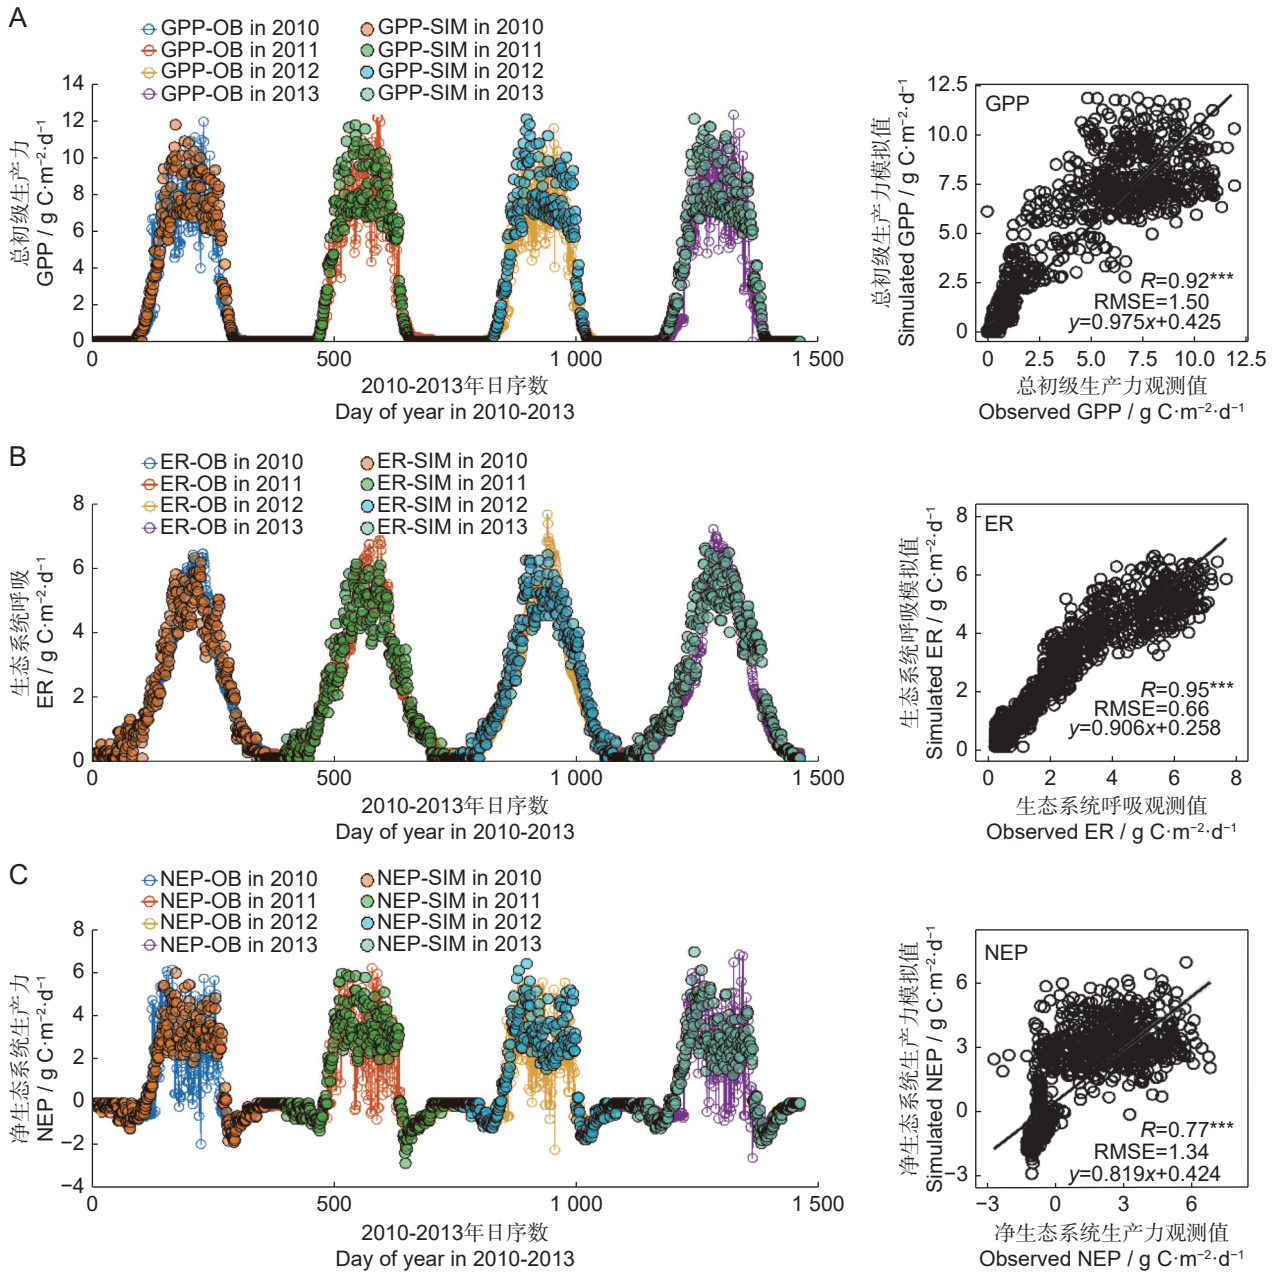 A
GPP-OB in 2010
GPP-OB in 2011
GPP-OB in 2012
GPP-OB in 2013
GPP-SIM in 2010
GPP-SIM in 2011
GPP-SIM in 2012
GPP-SIM in 2013
总初级生产力
GPP / g C·m⁻²·d⁻¹
14
12
10
8
6
4
2
0
0 500 1 000 1 500
2010-2013年日序数
Day of year in 2010-2013
总初级生产力模拟值
Simulated GPP / g C·m⁻²·d⁻¹
12.5
10.0
7.5
5.0
2.5
0
GPP
R=0.92***
RMSE=1.50
y=0.975x+0.425
0 2.5 5.0 7.5 10.0 12.5
总初级生产力观测值
Observed GPP / g C·m⁻²·d⁻¹
B
ER-OB in 2010
ER-OB in 2011
ER-OB in 2012
ER-OB in 2013
ER-SIM in 2010
ER-SIM in 2011
ER-SIM in 2012
ER-SIM in 2013
生态系统呼吸
ER / g C·m⁻²·d⁻¹
8
6
4
2
0
0 500 1 000 1 500
2010-2013年日序数
Day of year in 2010-2013
生态系统呼吸模拟值
Simulated ER / g C·m⁻²·d⁻¹
8
6
4
2
0
ER
R=0.95***
RMSE=0.66
y=0.906x+0.258
0 2 4 6 8
生态系统呼吸观测值
Observed ER / g C·m⁻²·d⁻¹
C
NEP-OB in 2010
NEP-OB in 2011
NEP-OB in 2012
NEP-OB in 2013
NEP-SIM in 2010
NEP-SIM in 2011
NEP-SIM in 2012
NEP-SIM in 2013
净生态系统生产力
NEP / g C·m⁻²·d⁻¹
8
6
4
2
0
−2
−4
0 500 1 000 1 500
2010-2013年日序数
Day of year in 2010-2013
净生态系统生产力模拟值
Simulated NEP / g C·m⁻²·d⁻¹
6
3
0
−3
NEP
R=0.77***
RMSE=1.34
y=0.819x+0.424
−3 0 3 6
净生态系统生产力观测值
Observed NEP / g C·m⁻²·d⁻¹